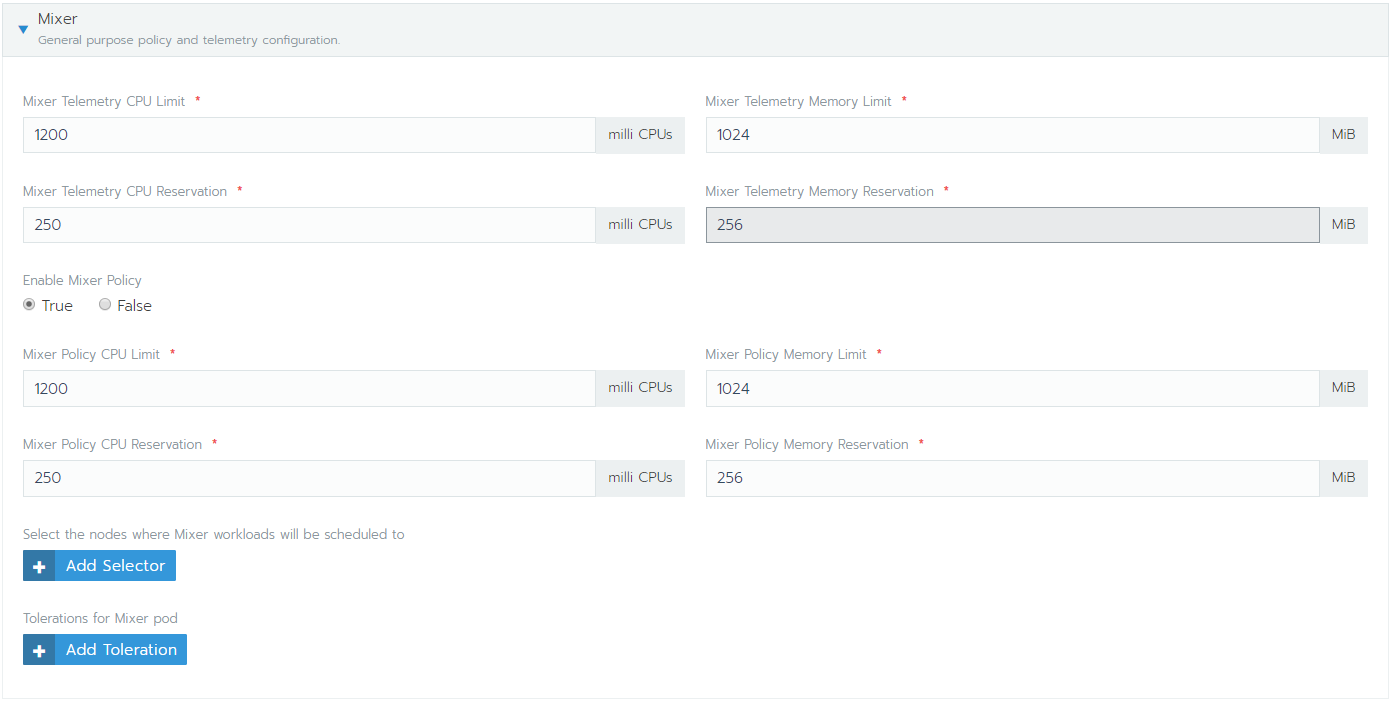 Mixer
General purpose policy and telemetry configuration.
Mixer Telemetry CPU Limit *
Mixer Telemetry Memory Limit *
1200 milli CPUs
1024 MiB
Mixer Telemetry CPU Reservation *
Mixer Telemetry Memory Reservation *
250 milli CPUs
256 MiB
Enable Mixer Policy
True False
Mixer Policy CPU Limit *
Mixer Policy Memory Limit *
1200 milli CPUs
1024 MiB
Mixer Policy CPU Reservation *
Mixer Policy Memory Reservation *
250 milli CPUs
256 MiB
Select the nodes where Mixer workloads will be scheduled to
+ Add Selector
Tolerations for Mixer pod
+ Add Toleration